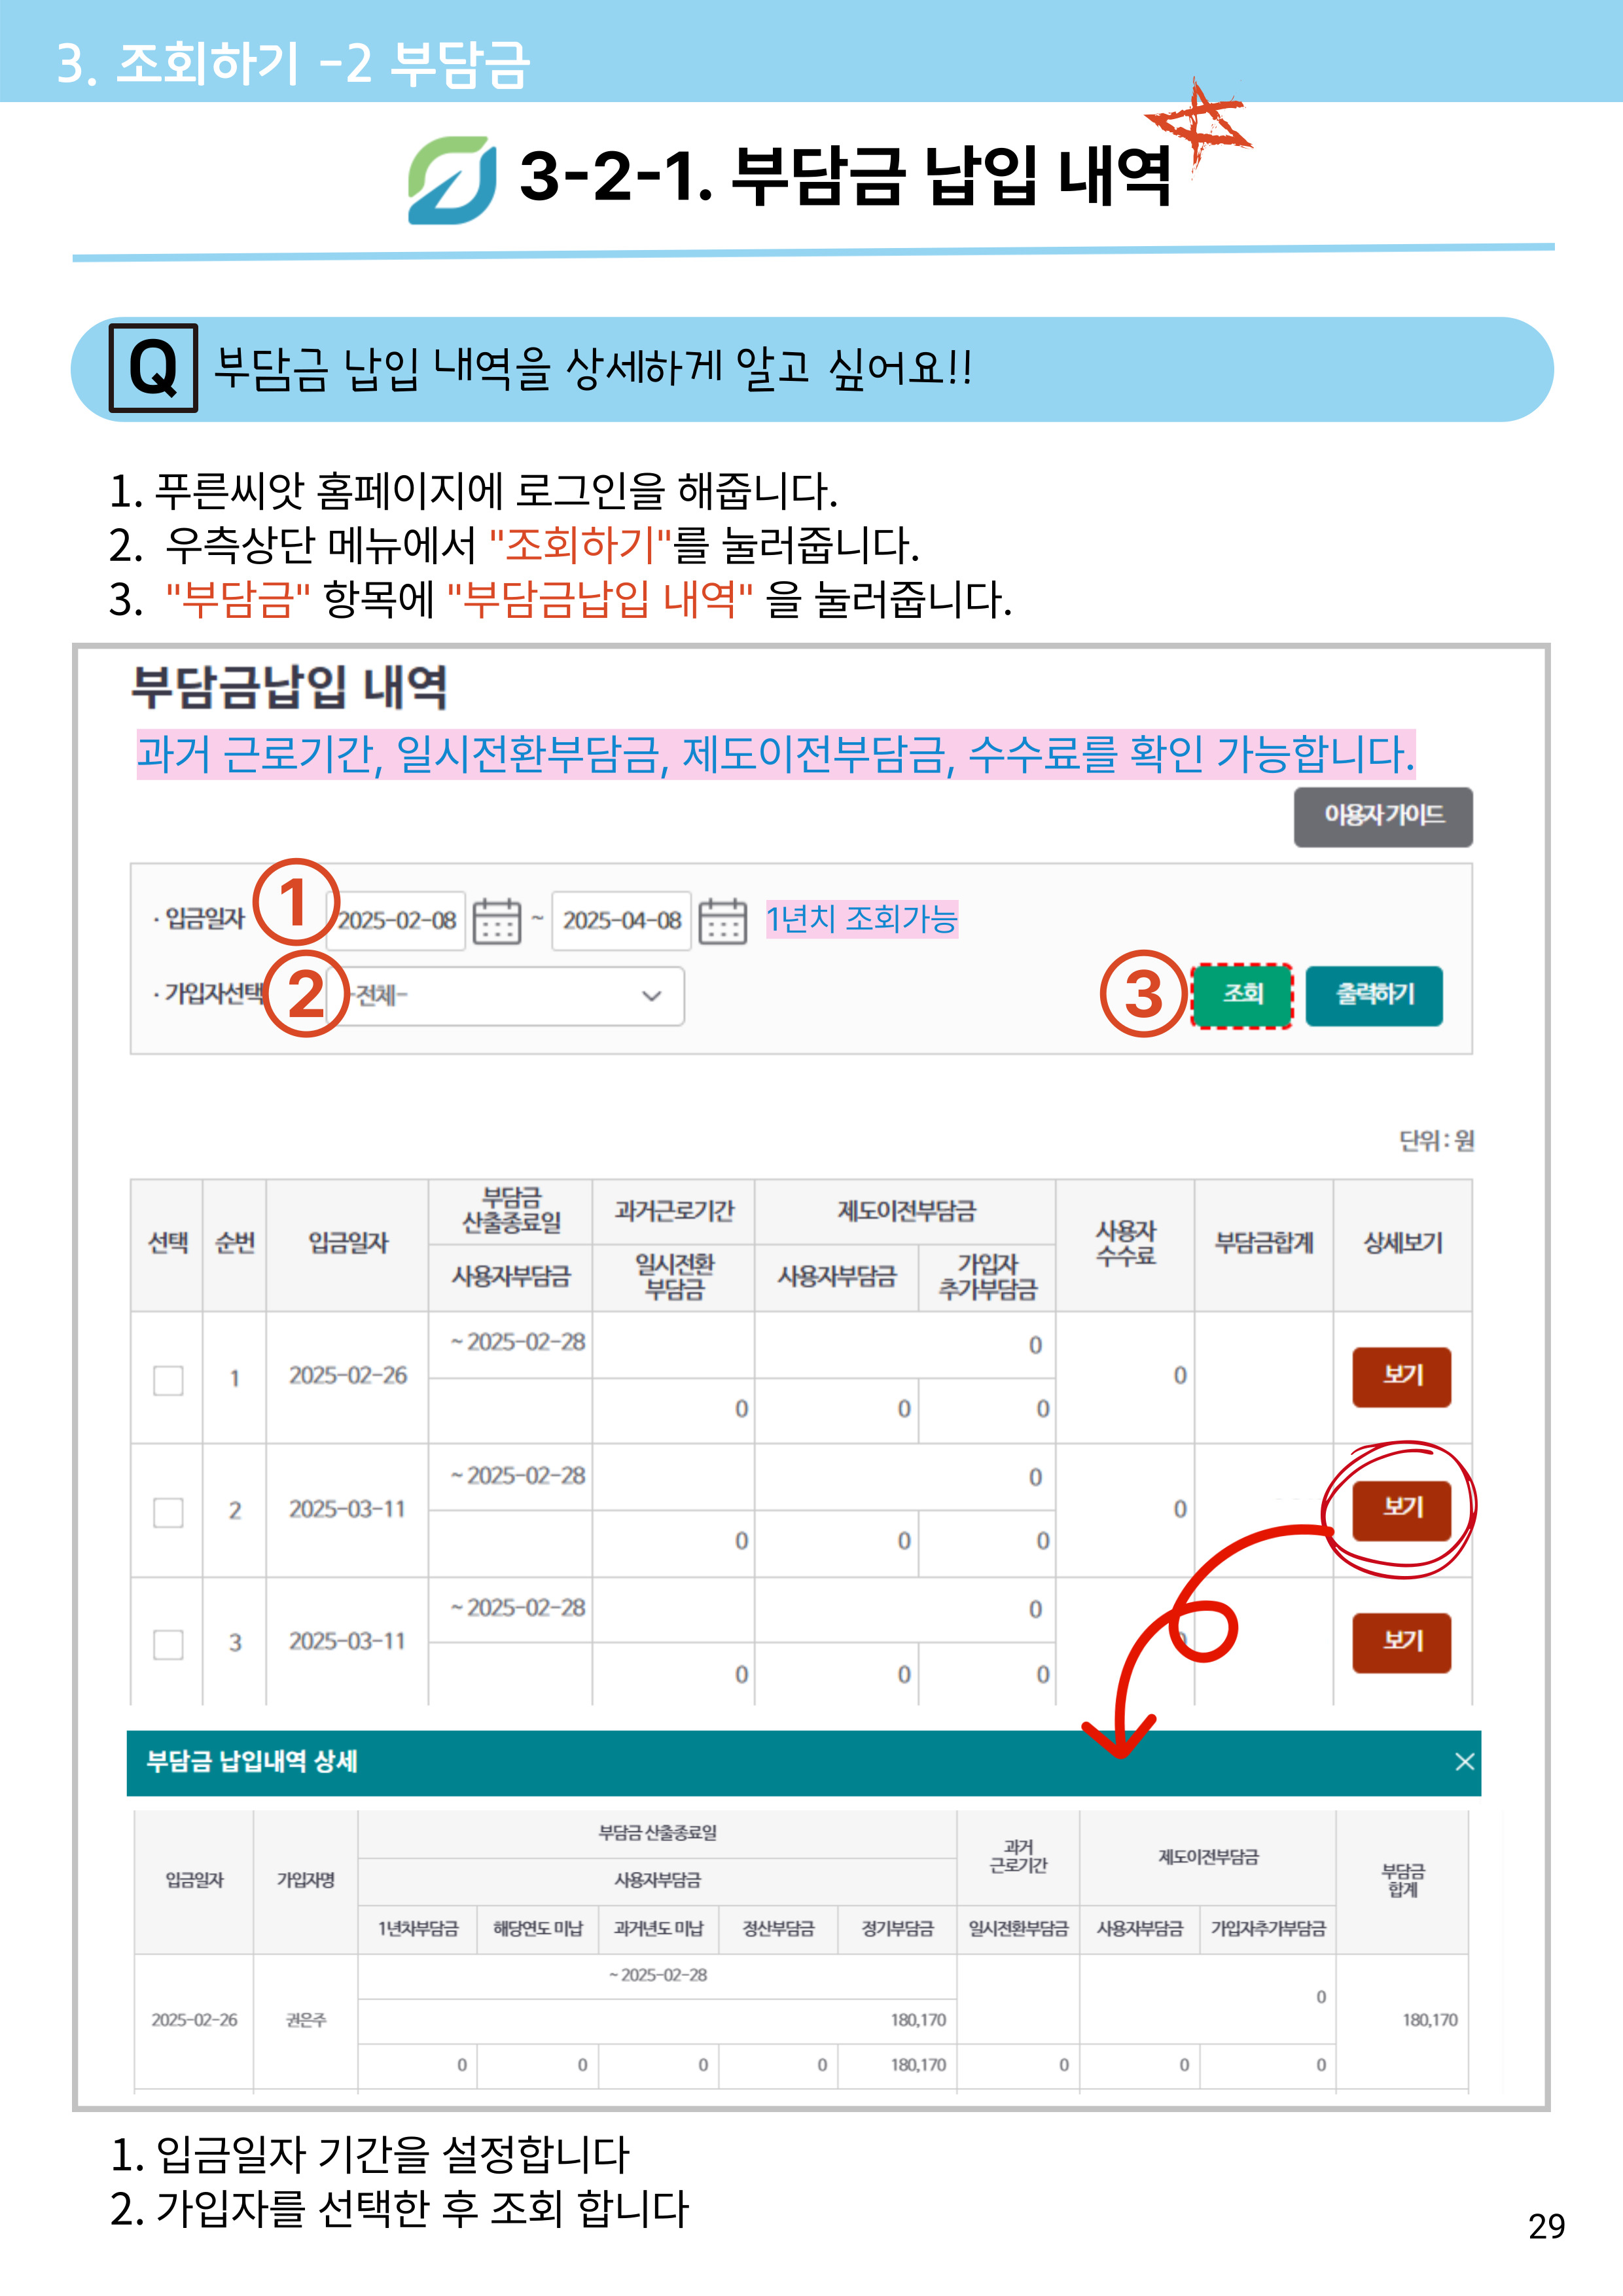 3. 조회하기 -2 부담금
3-2-1. 부담금 납입 내역
Q 부담금 납입 내역을 상세하게 알고 싶어요!!
1. 푸른씨앗 홈페이지에 로그인을 해줍니다.
2. 우측상단 메뉴에서 "조회하기"를 눌러줍니다.
3. "부담금" 항목에 "부담금납입 내역" 을 눌러줍니다.
부담금납입 내역
과거 근로기간, 일시전환부담금, 제도이전부담금, 수수료를 확인 가능합니다.
이용자 가이드
· 입금일자 1 2025-02-08 ~ 2025-04-08 1년치 조회가능
· 가입자선택 2 -전체- 3 조회 출력하기
단위 : 원
선택 순번 입금일자 부담금 산출종료일 과거근로기간 제도이전부담금 사용자 수수료 부담금합계 상세보기
사용자부담금 일시전환 부담금 사용자부담금 가입자 추가부담금
~ 2025-02-28 0
1 2025-02-26 0 보기
0 0 0
~ 2025-02-28 0
2 2025-03-11 0 보기
0 0 0
~ 2025-02-28 0
3 2025-03-11 보기
0 0 0
부담금 납입내역 상세
입금일자 가입자명 부담금 산출종료일 과거 근로기간 제도이전부담금 부담금 합계
사용자부담금
1년차부담금 해당연도 미납 과거년도 미납 정산부담금 정기부담금 일시전환부담금 사용자부담금 가입자추가부담금
~ 2025-02-28 0
2025-02-26 권은주 180,170 180,170
0 0 0 0 180,170 0 0 0
1. 입금일자 기간을 설정합니다
2. 가입자를 선택한 후 조회 합니다
29